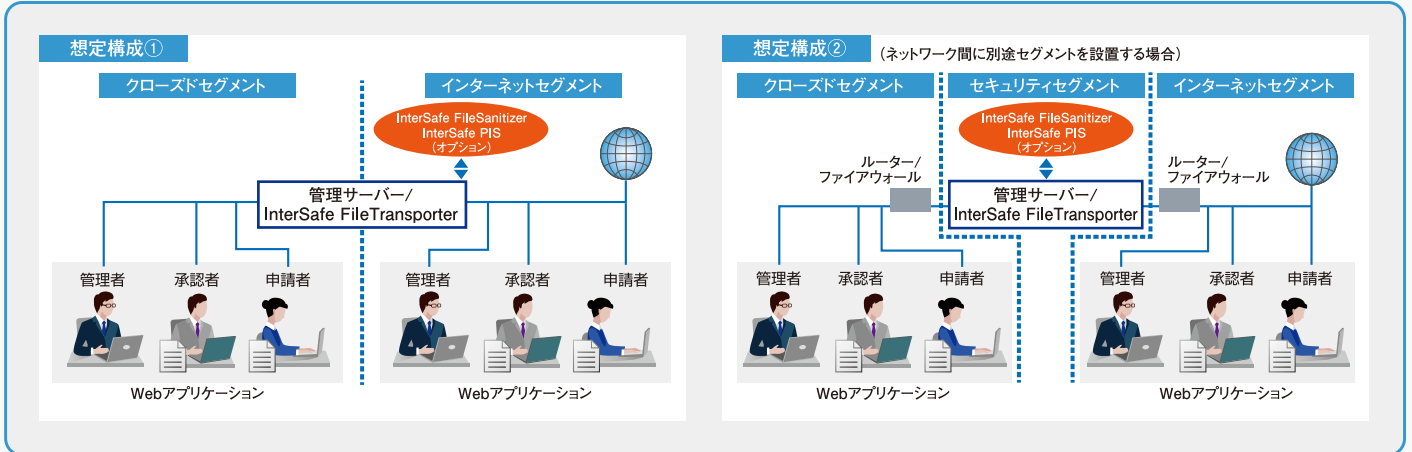 想定構成①
クローズドセグメント
インターネットセグメント
InterSafe FileSanitizer
InterSafe PIS
(オプション)
管理サーバー/
InterSafe FileTransporter
管理者
承認者
申請者
Webアプリケーション
管理者
承認者
申請者
Webアプリケーション
想定構成②
(ネットワーク間に別途セグメントを設置する場合)
クローズドセグメント
セキュリティセグメント
インターネットセグメント
InterSafe FileSanitizer
InterSafe PIS
(オプション)
ルーター/
ファイアウォール
管理サーバー/
InterSafe FileTransporter
ルーター/
ファイアウォール
管理者
承認者
申請者
Webアプリケーション
管理者
承認者
申請者
Webアプリケーション